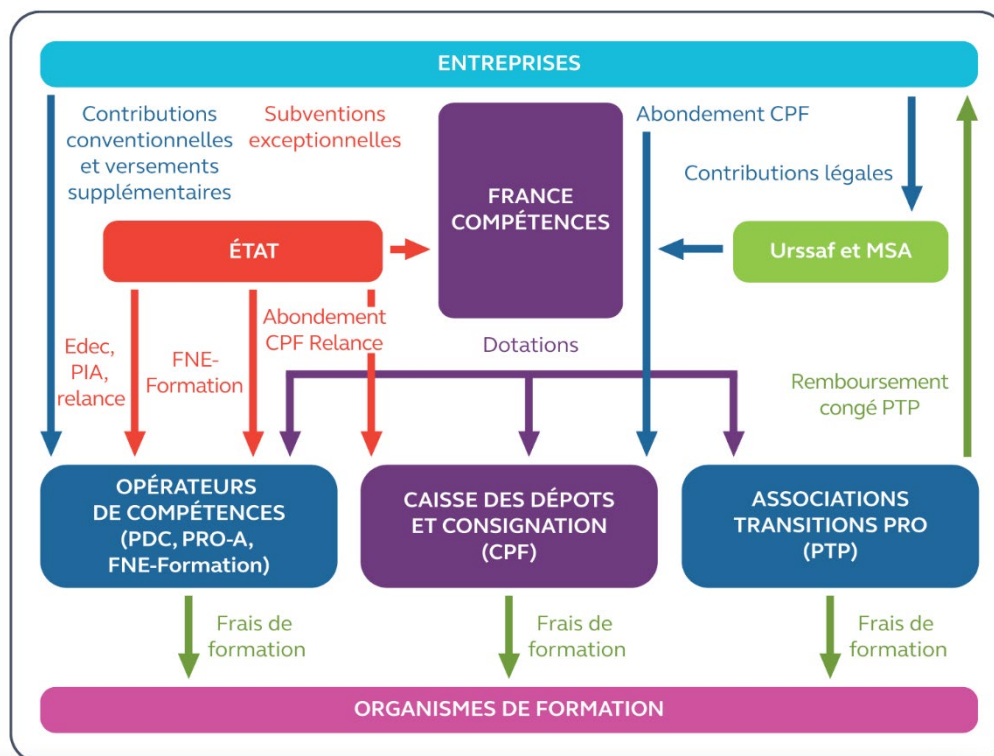 ENTREPRISES
Contributions
conventionnelles
et versements
supplémentaires
Subventions
exceptionnelles
FRANCE
COMPÉTENCES
Abondement CPF
Contributions légales
ÉTAT
Urssaf et MSA
Edec,
PIA,
relance
FNE-
Formation
Abondement
CPF Relance
Dotations
Remboursement
congé PTP
OPÉRATEURS
DE COMPÉTENCES
(PDC, PRO-A,
FNE-Formation)
CAISSE DES DÉPOTS
ET CONSIGNATION
(CPF)
ASSOCIATIONS
TRANSITIONS PRO
(PTP)
Frais de
formation
Frais de
formation
Frais de
formation
ORGANISMES DE FORMATION